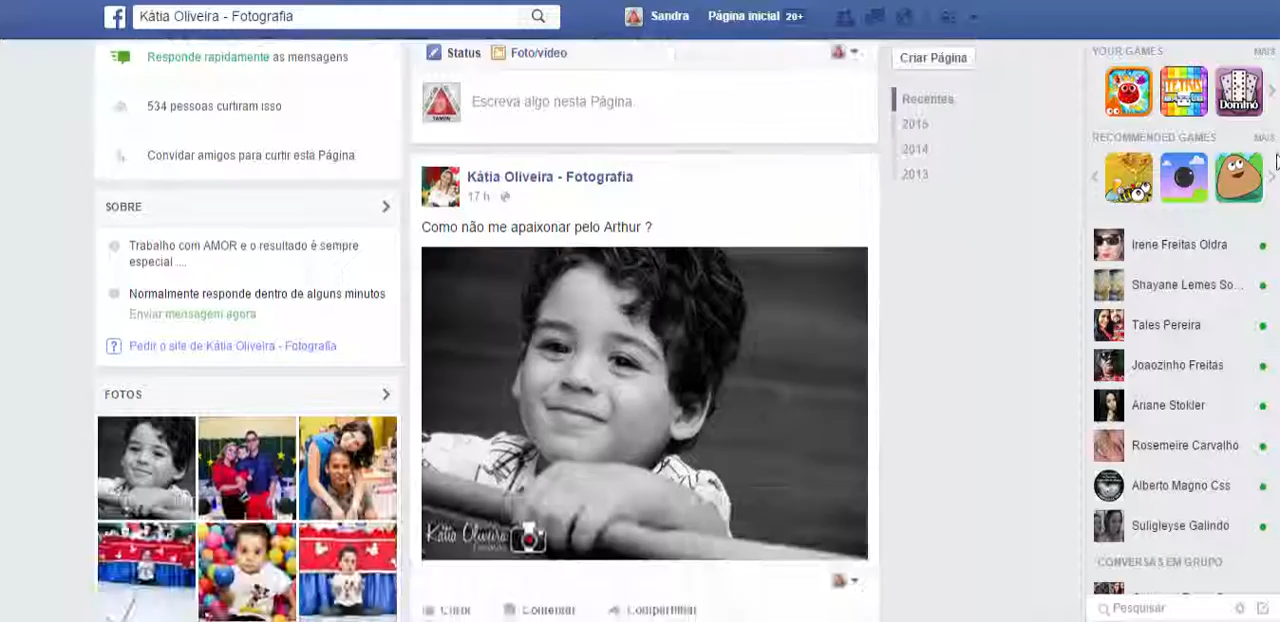 Kátia Oliveira - Fotografia
Sandra
Página inicial 20+
Responde rapidamente as mensagens
534 pessoas curtiram isso
Convidar amigos para curtir esta Página
SOBRE
Trabalho com AMOR e o resultado è sempre
especial ....
Normalmente responde dentro de alguns minutos
Enviar mensagem agora
Pedir o site de Kátia Oliveira - Fotografia
FOTOS
Status
Foto/vídeo
Escreva algo nesta Página.
Kátia Oliveira - Fotografia
17 h
Como não me apaixonar pelo Arthur ?
Kátia Oliveira
Curtir Comentar Compartilhar
Criar Página
Recentes
2015
2014
2013
YOUR GAMES MAIS
TETRIS
DOMINÓ
RECOMMENDED GAMES MAIS
Irene Freitas Oldra
Shayane Lemes So...
Tales Pereira
Joaozinho Freitas
Ariane Stokler
Rosemeire Carvalho
Alberto Magno Css
Suligleyse Galindo
CONVERSAS EM GRUPO
Pesquisar